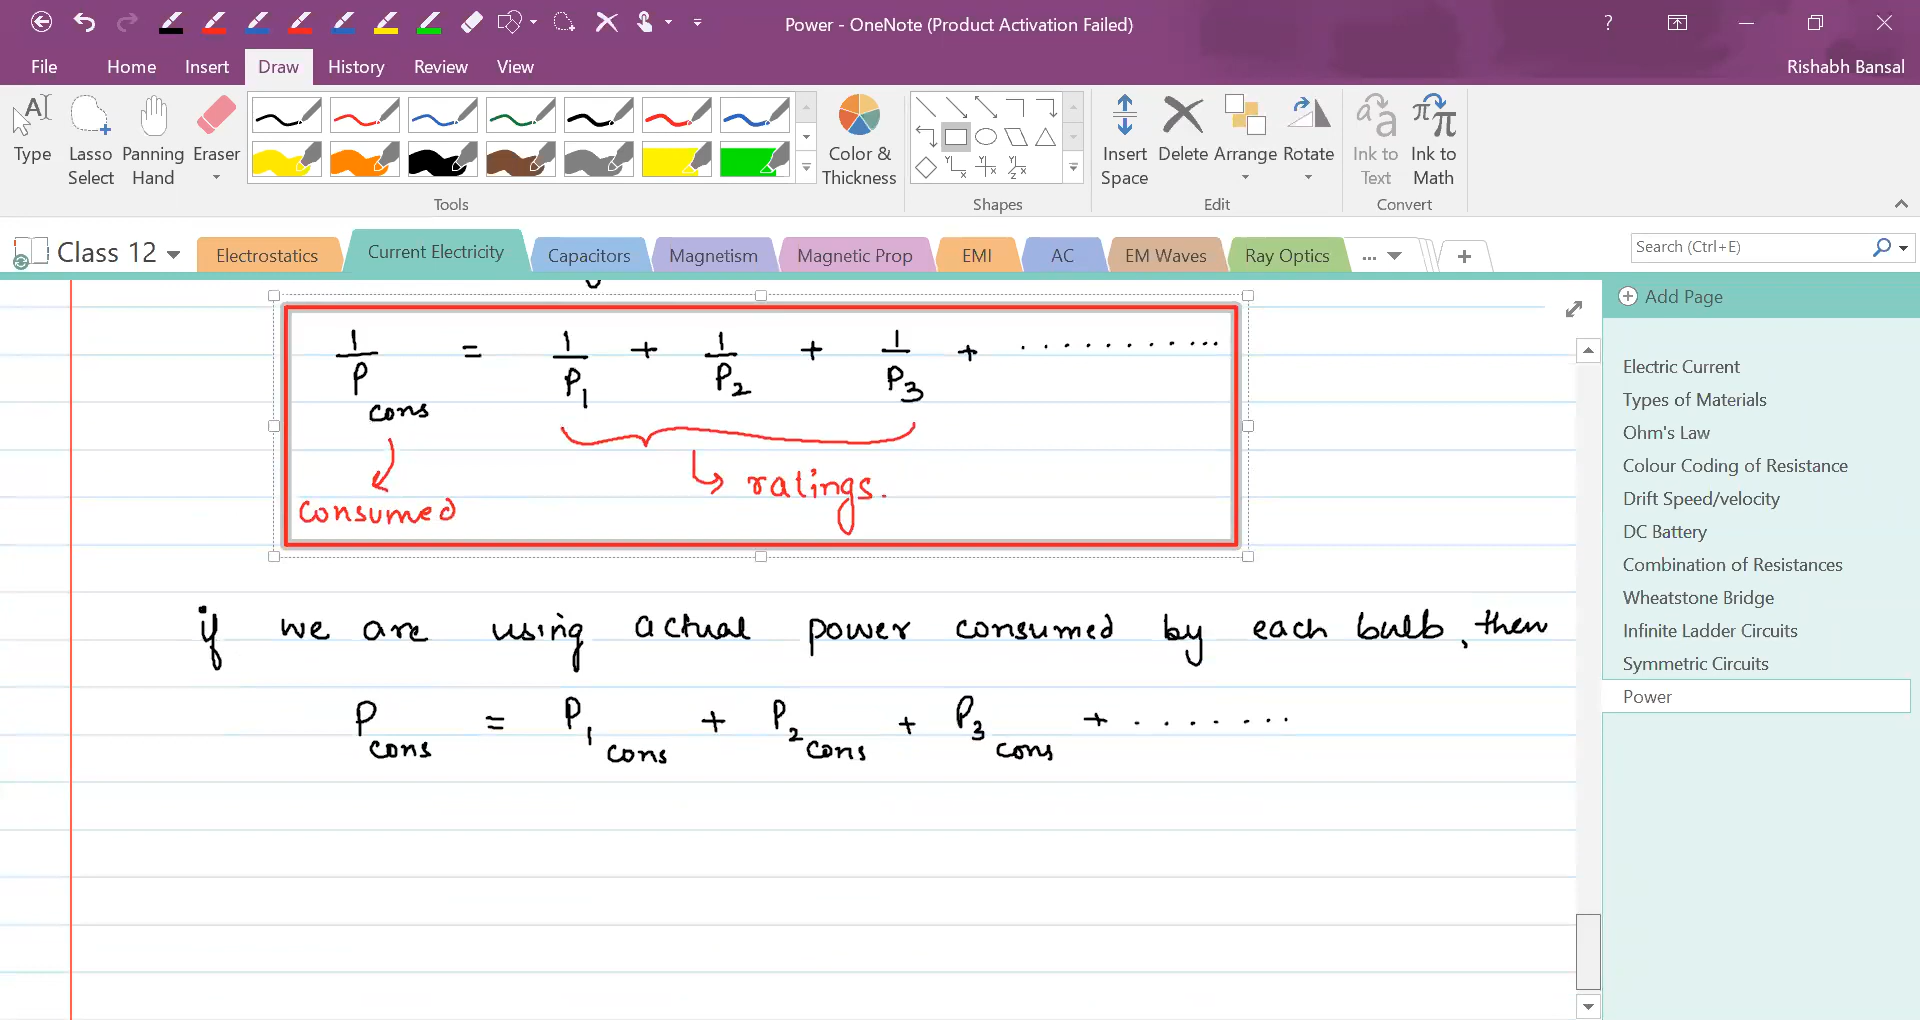 Power - OneNote (Product Activation Failed)
?
File Home Insert Draw History Review View
Rishabh Bansal
Type
Lasso Select
Panning Hand
Eraser
Color & Thickness
Insert Space
Delete
Arrange
Rotate
Ink to Text
Ink to Math
Tools
Shapes
Edit
Convert
Class 12
Electrostatics
Current Electricity
Capacitors
Magnetism
Magnetic Prop
EMI
AC
EM Waves
Ray Optics
...
Search (Ctrl+E)
Add Page
Electric Current
Types of Materials
Ohm's Law
Colour Coding of Resistance
Drift Speed/velocity
DC Battery
Combination of Resistances
Wheatstone Bridge
Infinite Ladder Circuits
Symmetric Circuits
Power
1/P cons = 1/P₁ + 1/P₂ + 1/P₃ + ............
consumed
ratings.
if we are using actual power consumed by each bulb, then
P cons = P₁ cons + P₂ cons + P₃ cons + .......